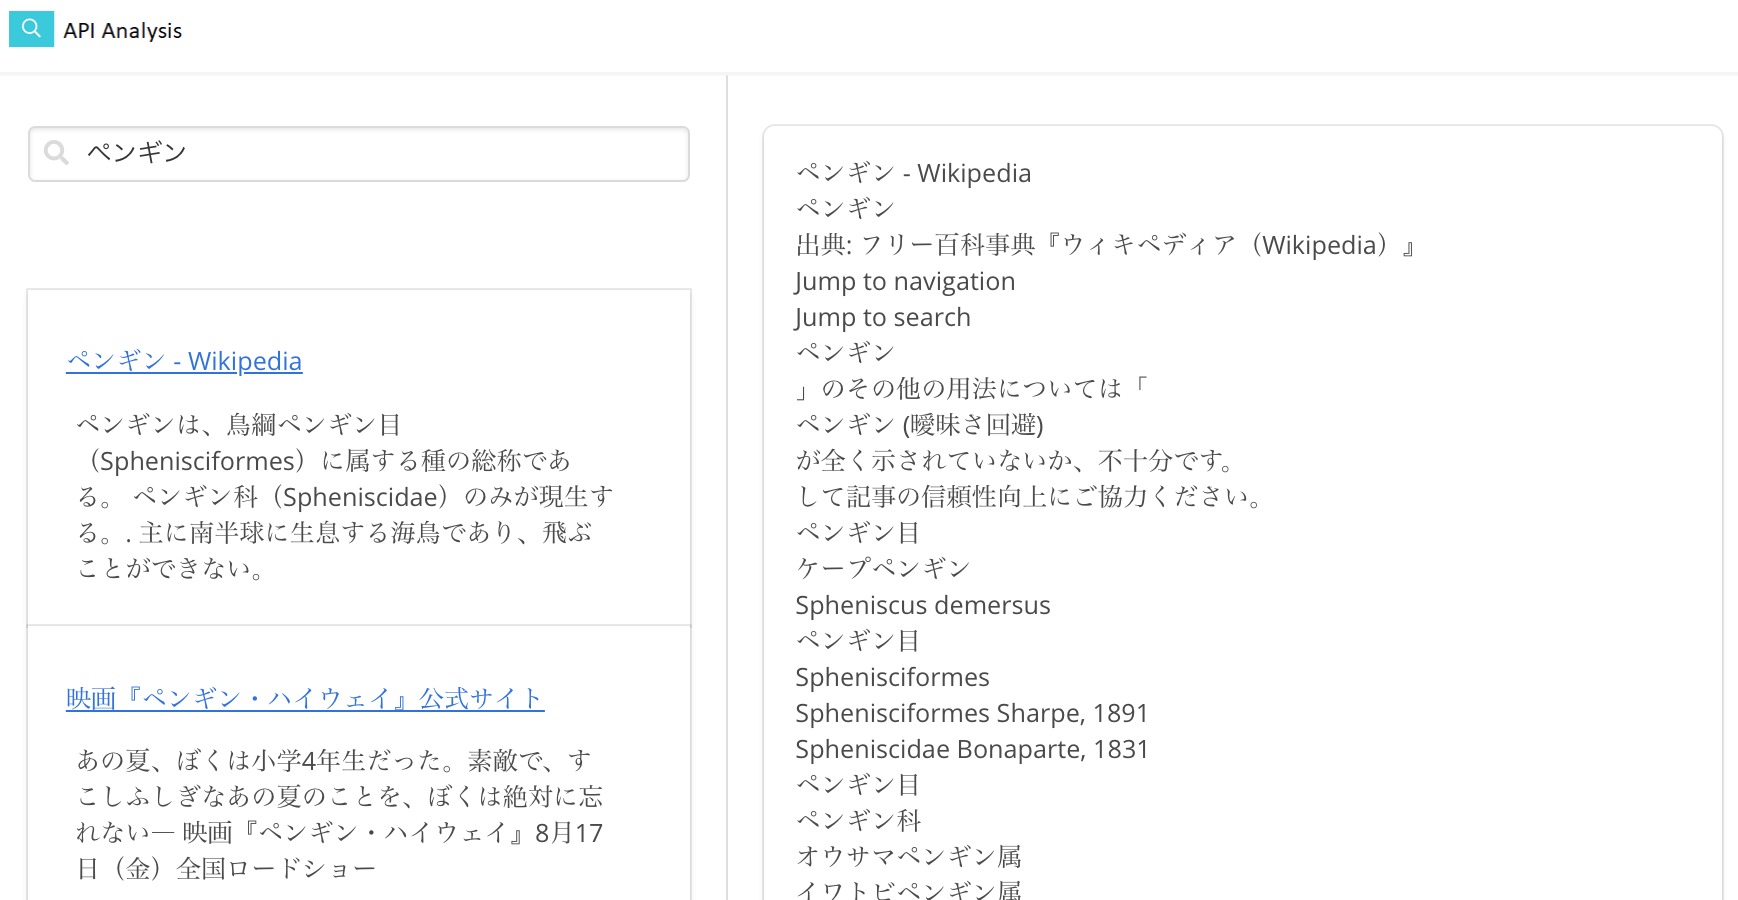 API Analysis
ペンギン
ペンギン - Wikipedia
ペンギンは、鳥綱ペンギン目
（Sphenisciformes）に属する種の総称であ
る。 ペンギン科（Spheniscidae）のみが現生す
る。. 主に南半球に生息する海鳥であり、飛ぶ
ことができない。
映画『ペンギン・ハイウェイ』公式サイト
あの夏、ぼくは小学4年生だった。素敵で、す
こしふしぎなあの夏のことを、ぼくは絶対に忘
れない― 映画『ペンギン・ハイウェイ』8月17
日（金）全国ロードショー
ペンギン - Wikipedia
ペンギン
出典: フリー百科事典『ウィキペディア（Wikipedia）』
Jump to navigation
Jump to search
ペンギン
」のその他の用法については「
ペンギン (曖昧さ回避)
が全く示されていないか、不十分です。
して記事の信頼性向上にご協力ください。
ペンギン目
ケープペンギン
Spheniscus demersus
ペンギン目
Sphenisciformes
Sphenisciformes Sharpe, 1891
Spheniscidae Bonaparte, 1831
ペンギン目
ペンギン科
オウサマペンギン属
イワトビペンギン属